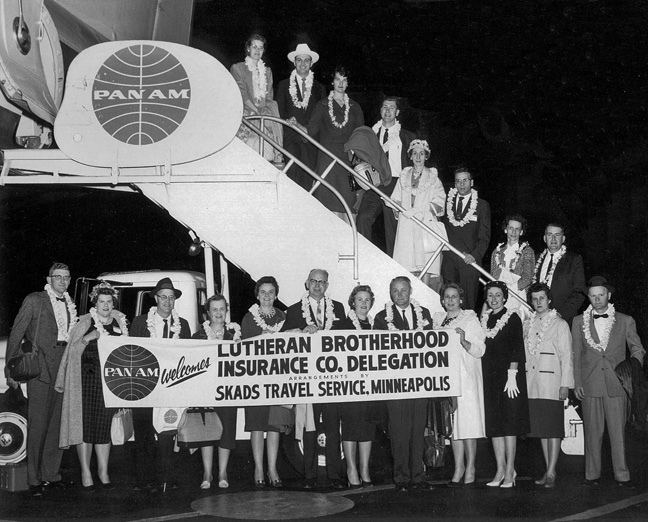 PAN AM
PAN AM
welcomes
LUTHERAN BROTHERHOOD
INSURANCE CO. DELEGATION
ARRANGEMENTS BY
SKADS TRAVEL SERVICE, MINNEAPOLIS